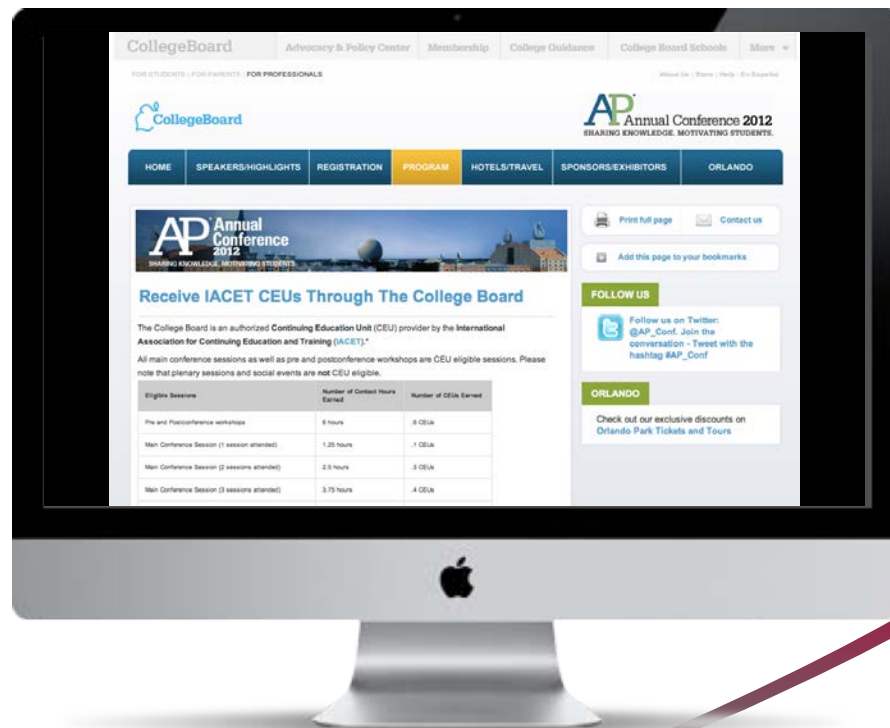 CollegeBoard Advocacy & Policy Center Membership College Guidance College Board Schools More
FOR STUDENTS | FOR PARENTS | FOR PROFESSIONALS About Us | Store | Help | En Español
CollegeBoard
AP Annual Conference 2012
SHARING KNOWLEDGE. MOTIVATING STUDENTS.
HOME SPEAKERS/HIGHLIGHTS REGISTRATION PROGRAM HOTELS/TRAVEL SPONSORS/EXHIBITORS ORLANDO
AP Annual
Conference
2012
SHARING KNOWLEDGE. MOTIVATING STUDENTS.
Receive IACET CEUs Through The College Board
The College Board is an authorized Continuing Education Unit (CEU) provider by the International
Association for Continuing Education and Training (IACET).*
All main conference sessions as well as pre and postconference workshops are CEU eligible sessions. Please
note that plenary sessions and social events are not CEU eligible.
Eligible Sessions Number of Contact Hours Earned Number of CEUs Earned
Pre and Postconference workshops 6 hours .6 CEUs
Main Conference Session (1 session attended) 1.25 hours .1 CEUs
Main Conference Session (2 sessions attended) 2.5 hours .3 CEUs
Main Conference Session (3 sessions attended) 3.75 hours .4 CEUs
Print full page Contact us
Add this page to your bookmarks
FOLLOW US
Follow us on Twitter:
@AP_Conf. Join the
conversation - Tweet with the
hashtag #AP_Conf
ORLANDO
Check out our exclusive discounts on
Orlando Park Tickets and Tours